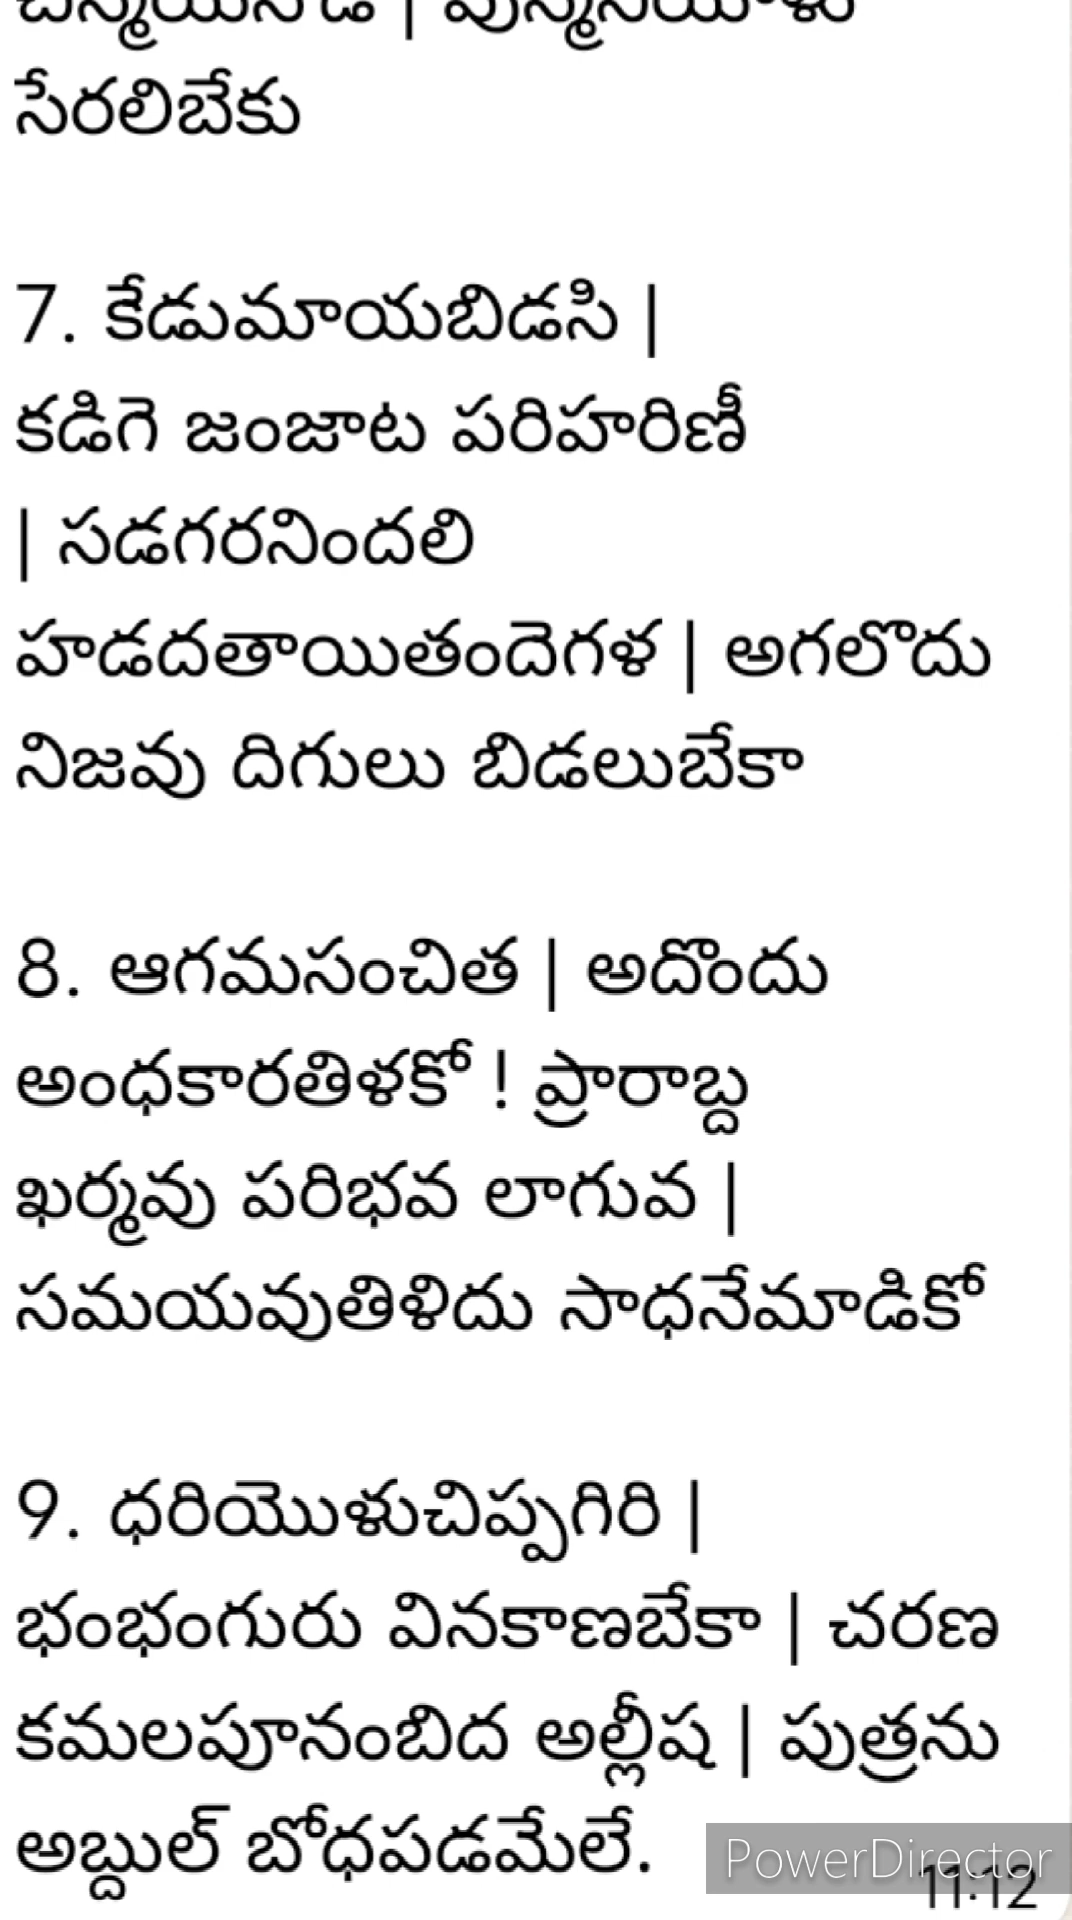 సేరలిబేకు
7. కేడుమాయబిడసి |
కడిగె జంజాట పరిహరిణీ
| సడగరనిందలి
హడదతాయితందెగళ | అగలొదు
నిజవు దిగులు బిడలుబేకా
8. ఆగమసంచిత | అదొందు
అంధకారతిళకో ! ప్రారాబ్ద
ఖర్మవు పరిభవ లాగువ |
సమయవుతిళిదు సాధనేమాడికో
9. ధరియొళుచిప్పగిరి |
భంభంగురు వినకాణబేకా | చరణ
కమలపూనంబిద అల్లీష | పుత్రను
అబ్దుల్ బోధపడమేలే.
PowerDirector
11:12